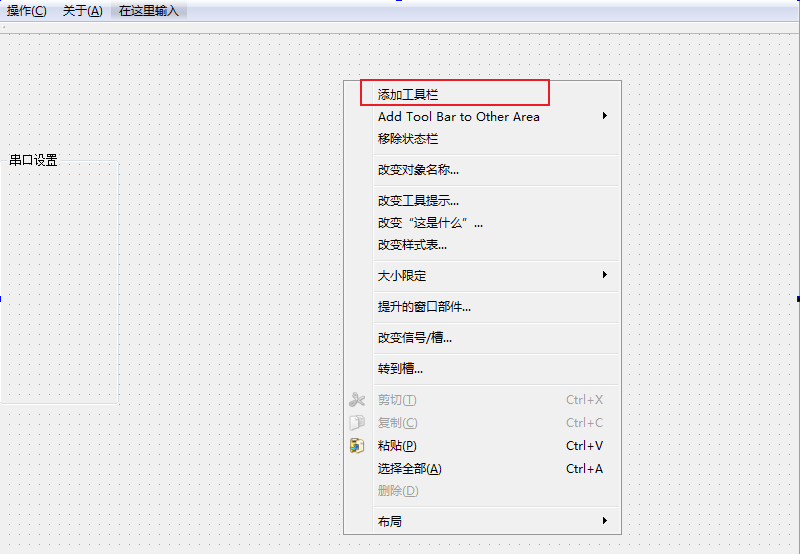 操作(C) 关于(A) 在这里输入
串口设置
添加工具栏
Add Tool Bar to Other Area
移除状态栏
改变对象名称...
改变工具提示...
改变“这是什么”...
改变样式表...
大小限定
提升的窗口部件...
改变信号/槽...
转到槽...
剪切(T) Ctrl+X
复制(C) Ctrl+C
粘贴(P) Ctrl+V
选择全部(A) Ctrl+A
删除(D)
布局